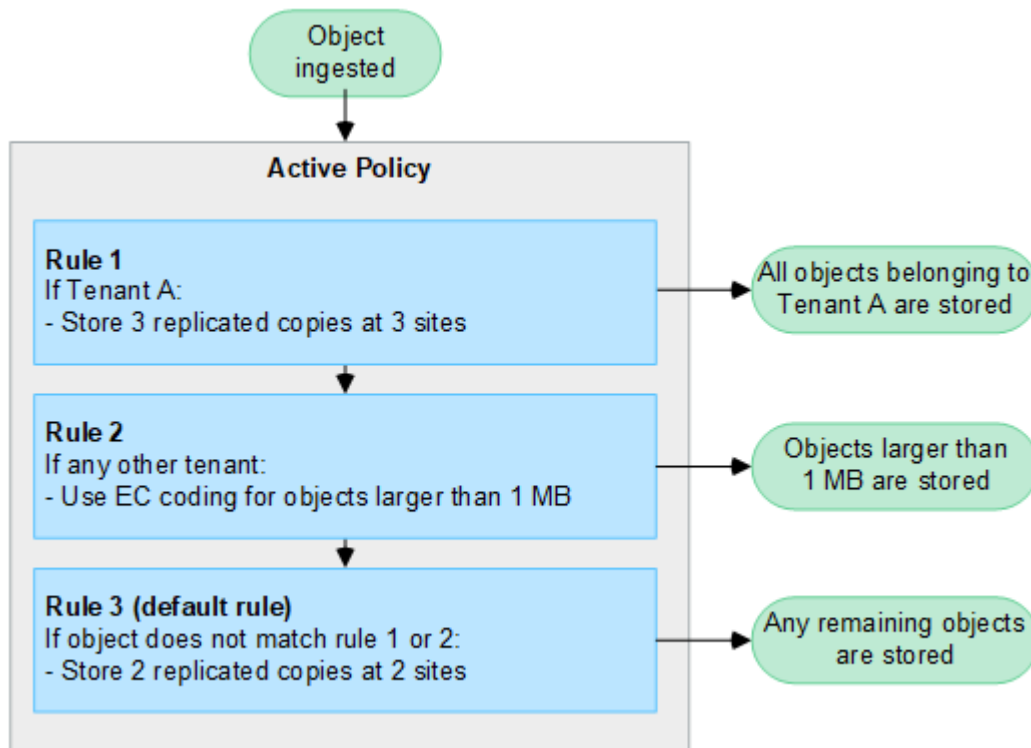 Object
ingested
Active Policy
Rule 1
If Tenant A:
- Store 3 replicated copies at 3 sites
All objects belonging to
Tenant A are stored
Rule 2
If any other tenant:
- Use EC coding for objects larger than 1 MB
Objects larger than
1 MB are stored
Rule 3 (default rule)
If object does not match rule 1 or 2:
- Store 2 replicated copies at 2 sites
Any remaining objects
are stored